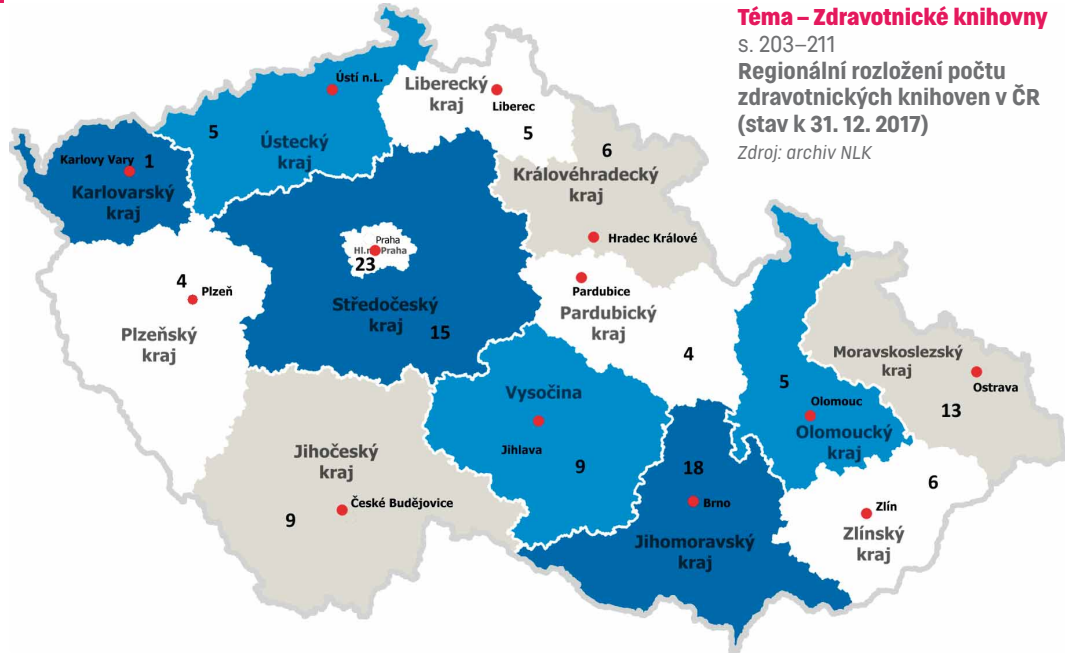 Téma – Zdravotnické knihovny
s. 203–211
Regionální rozložení počtu
zdravotnických knihoven v ČR
(stav k 31. 12. 2017)
Zdroj: archiv NLK
Ústí n.L.
5
Ústecký
kraj
Liberecký
kraj
Liberec
5
6
Královéhradecký
kraj
Hradec Králové
Karlovy Vary
1
Karlovarský
kraj
Praha
Hl. Praha
23
Středočeský
kraj
15
4
Plzeň
Plzeňský
kraj
Pardubice
Pardubický
kraj
4
Moravskoslezský
kraj
Ostrava
13
5
Olomouc
Olomoucký
kraj
Vysočina
Jihlava
9
Jihočeský
kraj
České Budějovice
9
18
Brno
Jihomoravský
kraj
6
Zlín
Zlínský
kraj